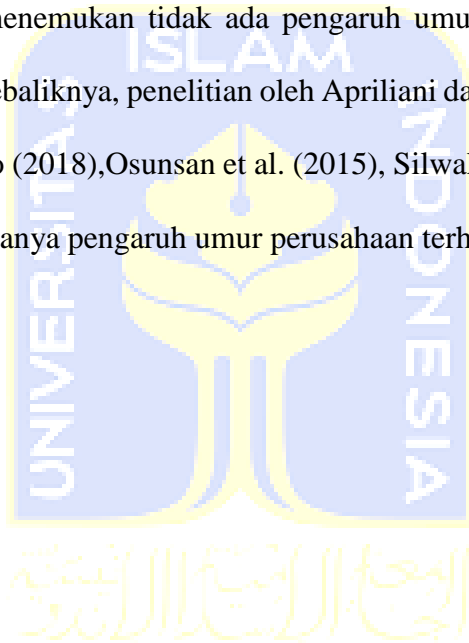 menemukan tidak ada pengaruh umu
ebaliknya, penelitian oleh Apriliani da
o (2018),Osunsan et al. (2015), Silwal
anya pengaruh umur perusahaan terh
UNIVERSITAS
ISLAM
INDONESIA